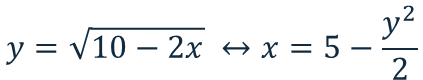 y = √(10 − 2x) ↔ x = 5 − y²/2